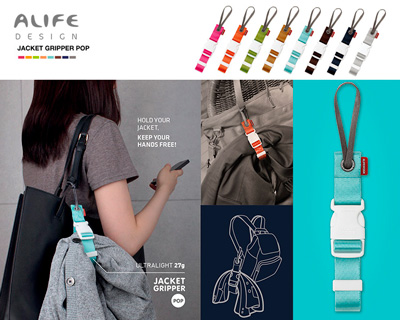 ALIFE
DESIGN
JACKET GRIPPER POP
HOLD YOUR
JACKET,
KEEP YOUR
HANDS FREE!
ULTRALIGHT 27g
JACKET
GRIPPER
POP